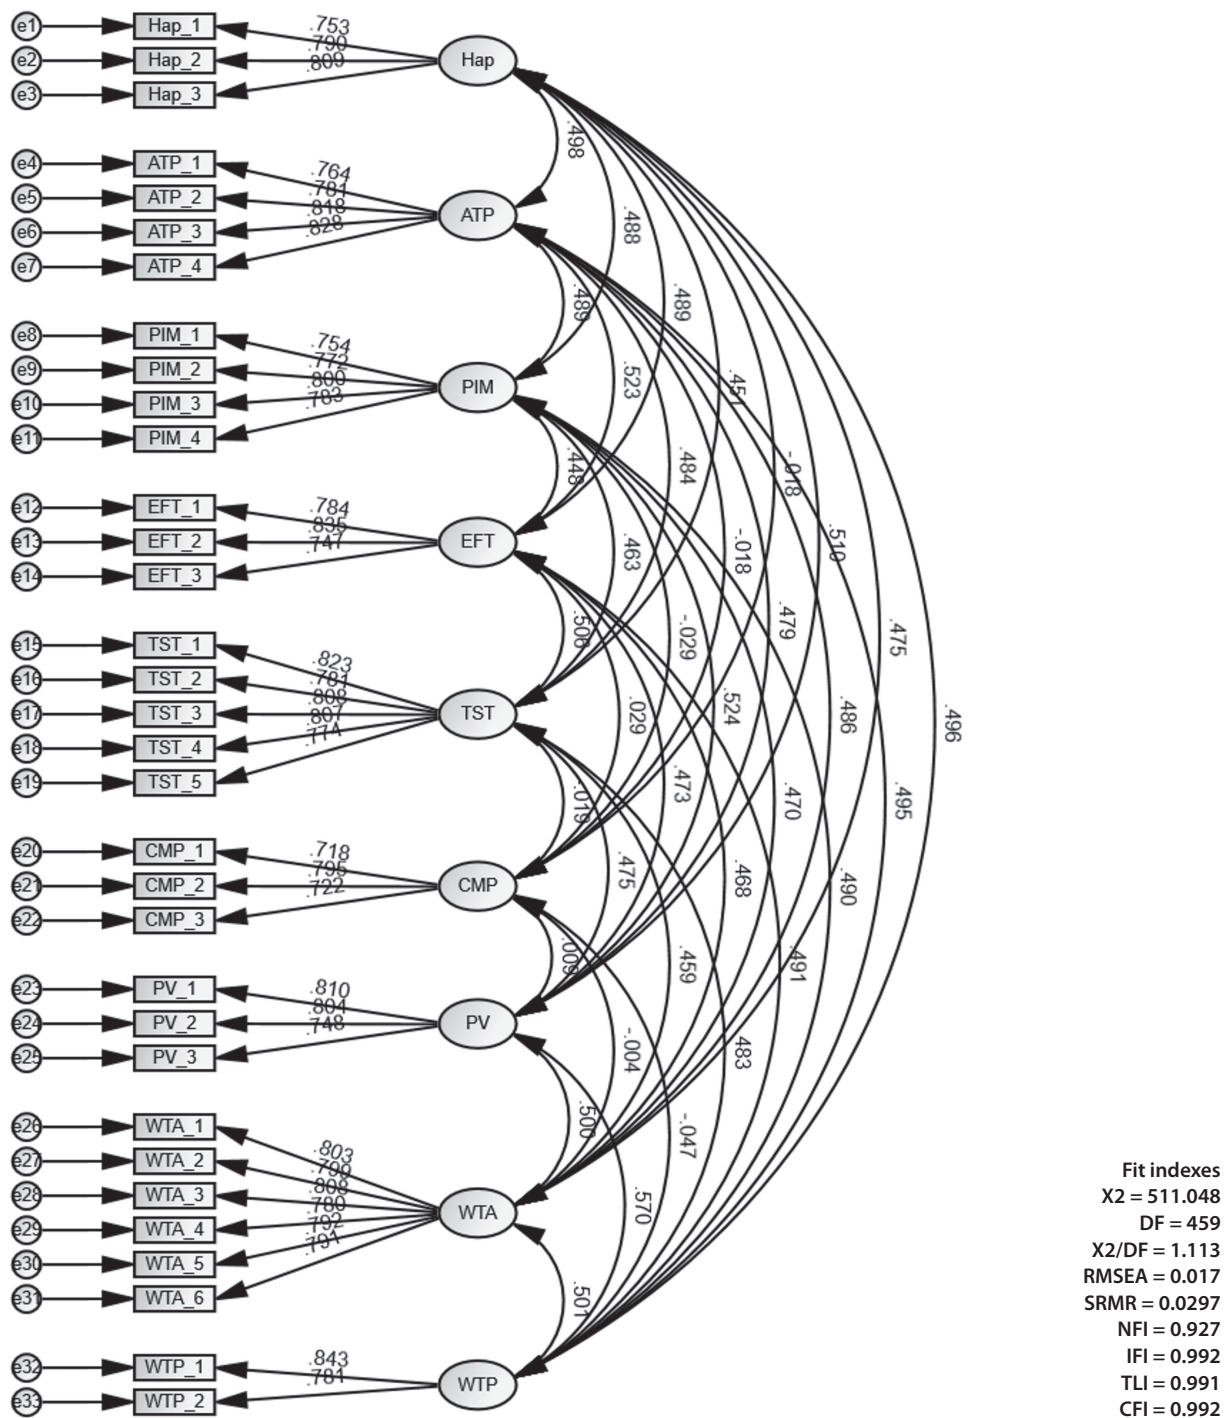 e1 Hap_1 .753
e2 Hap_2 .790 Hap
e3 Hap_3 .809
.498
e4 ATP_1 .764
e5 ATP_2 .781 ATP
e6 ATP_3 .818
e7 ATP_4 .828
.488
.489 .489
e8 PIM_1 .754
e9 PIM_2 .772 PIM .523 .451
e10 PIM_3 .800
e11 PIM_4 .783
.448 .484 -.018
e12 EFT_1 .784
e13 EFT_2 .835 EFT .463 -.018 .510
e14 EFT_3 .747
.506 -.029 .479 .475
e15 TST_1 .823
e16 TST_2 .781
e17 TST_3 .808 TST .029 .524 .486 .496
e18 TST_4 .807
e19 TST_5 .774
-.019 .473 .470 .495
e20 CMP_1 .718
e21 CMP_2 .795 CMP .475 .468 .490
e22 CMP_3 .722
.009 .459 .491
e23 PV_1 .810
e24 PV_2 .804 PV
e25 PV_3 .748
-.004 .483
e26 WTA_1 .803
.500 -.047
e27 WTA_2 .799
e28 WTA_3 .808
e29 WTA_4 .780 WTA .570
e30 WTA_5 .792
e31 WTA_6 .791
.501
e32 WTP_1 .843
WTP
e33 WTP_2 .781
Fit indexes
X2 = 511.048
DF = 459
X2/DF = 1.113
RMSEA = 0.017
SRMR = 0.0297
NFI = 0.927
IFI = 0.992
TLI = 0.991
CFI = 0.992